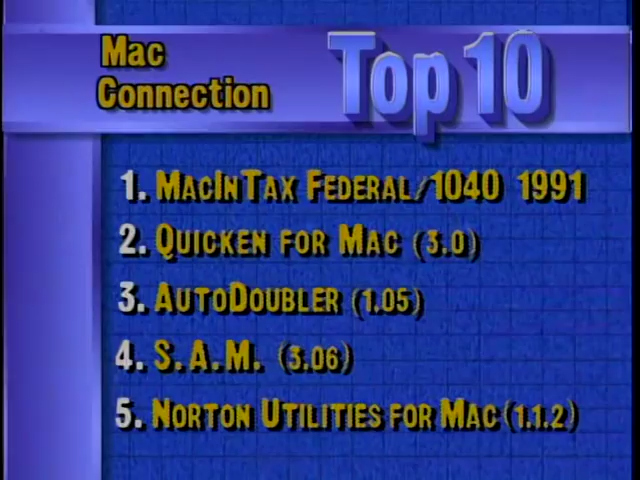 Mac
Connection
Top 10
1. MacInTax Federal/1040 1991
2. Quicken for Mac (3.0)
3. AutoDoubler (1.05)
4. S.A.M. (3.06)
5. Norton Utilities for Mac (1.1.2)